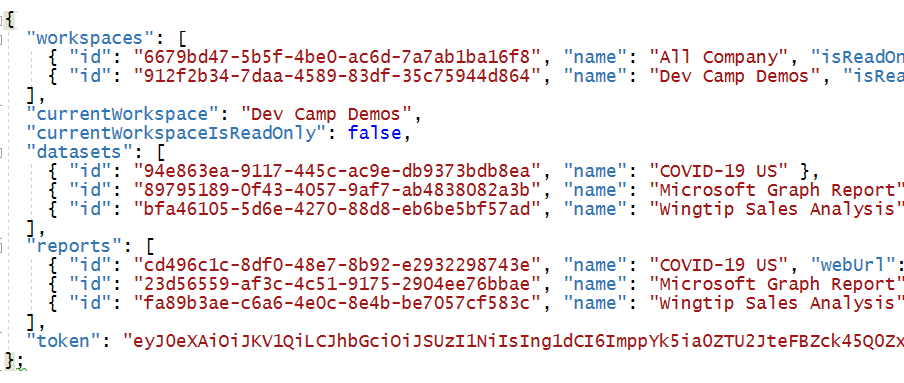 {
"workspaces": [
{ "id": "6679bd47-5b5f-4be0-ac6d-7a7ab1ba16f8", "name": "All Company", "isReadOn
{ "id": "912f2b34-7daa-4589-83df-35c75944d864", "name": "Dev Camp Demos", "isRea
],
"currentWorkspace": "Dev Camp Demos",
"currentWorkspaceIsReadOnly": false,
"datasets": [
{ "id": "94e863ea-9117-445c-ac9e-db9373bdb8ea", "name": "COVID-19 US" },
{ "id": "89795189-0f43-4057-9af7-ab4838082a3b", "name": "Microsoft Graph Report"
{ "id": "bfa46105-5d6e-4270-88d8-eb6be5bf57ad", "name": "Wingtip Sales Analysis"
],
"reports": [
{ "id": "cd496c1c-8df0-48e7-8b92-e2932298743e", "name": "COVID-19 US", "webUrl":
{ "id": "23d56559-af3c-4c51-9175-2904ee76bbae", "name": "Microsoft Graph Report"
{ "id": "fa89b3ae-c6a6-4e0c-8e4b-be7057cf583c", "name": "Wingtip Sales Analysis"
],
"token": "eyJ0eXAiOiJKV1QiLCJhbGciOiJSUzI1NiIsIng1dCI6ImppYk5ia0ZTU2JteFBZck45Q0Zx
};